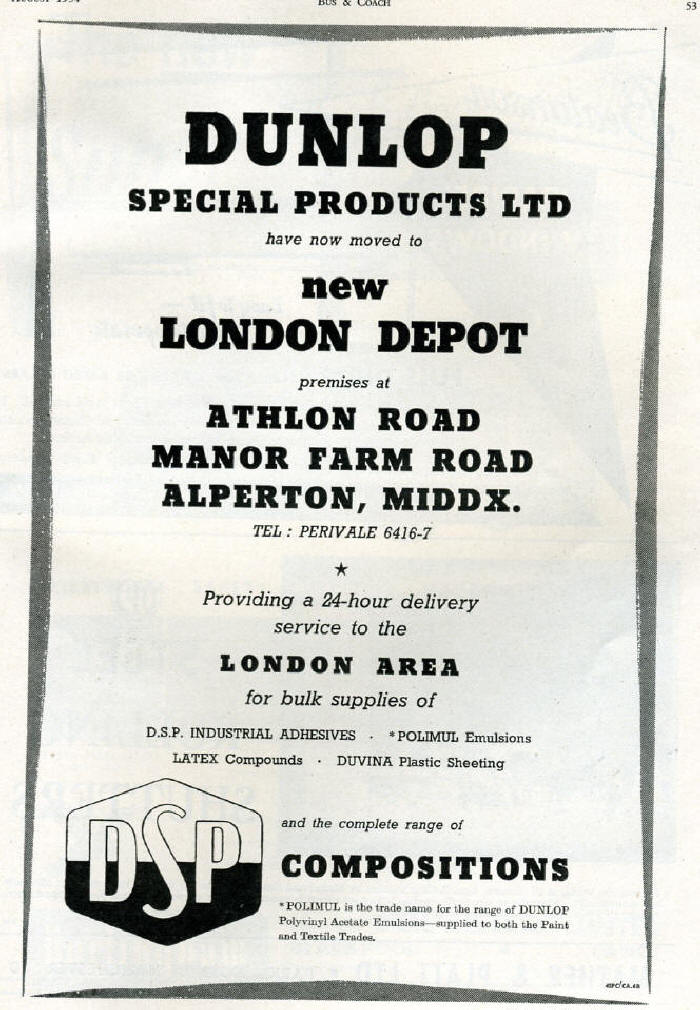 BUS & COACH
53
DUNLOP
SPECIAL PRODUCTS LTD
have now moved to
new
LONDON DEPOT
premises at
ATHLON ROAD
MANOR FARM ROAD
ALPERTON, MIDDX.
TEL : PERIVALE 6416-7
★
Providing a 24-hour delivery
service to the
LONDON AREA
for bulk supplies of
D.S.P. INDUSTRIAL ADHESIVES · *POLIMUL Emulsions
LATEX Compounds · DUVINA Plastic Sheeting
DSP
and the complete range of
COMPOSITIONS
*POLIMUL is the trade name for the range of DUNLOP
Polyvinyl Acetate Emulsions—supplied to both the Paint
and Textile Trades.